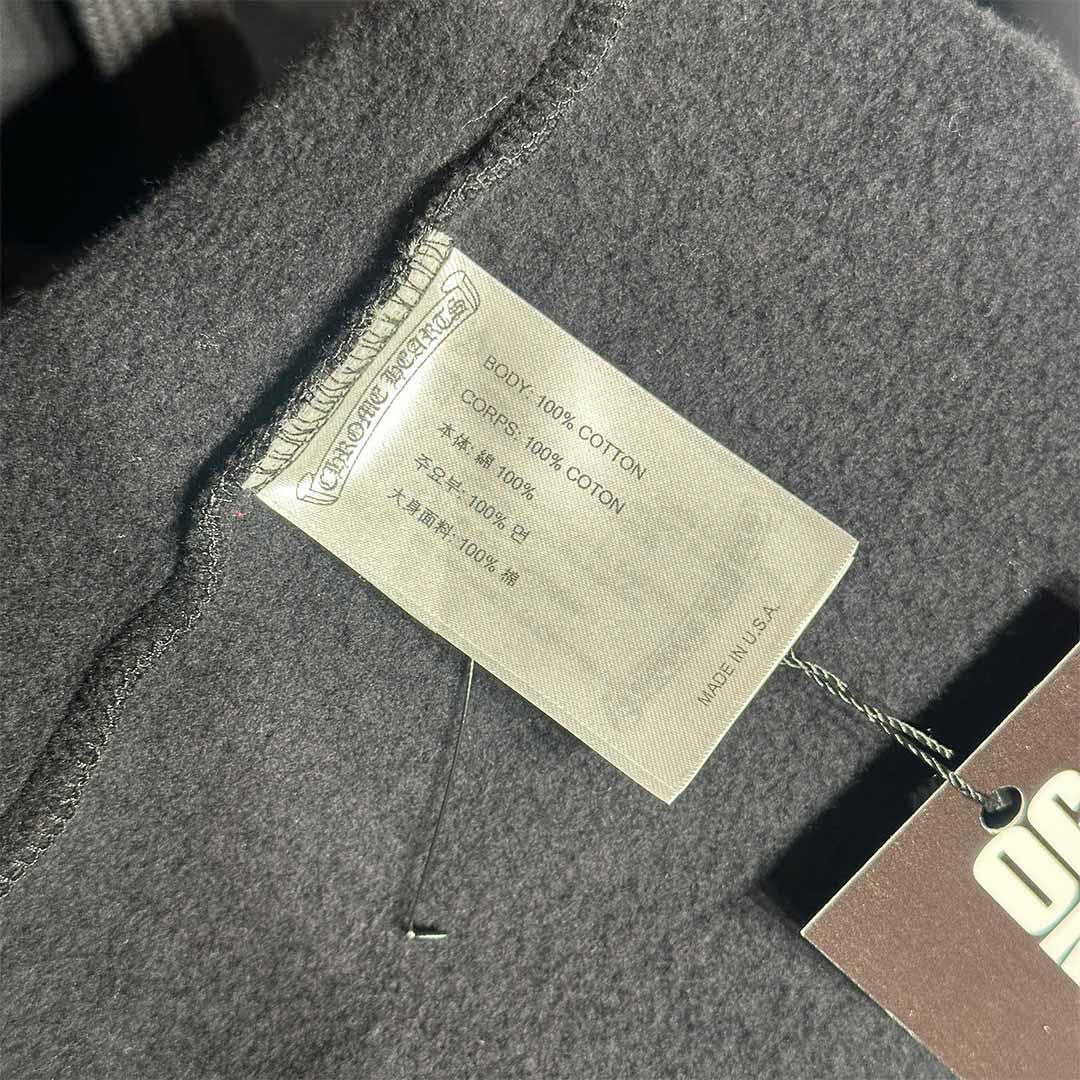 CHROME HEARTS
BODY: 100% COTTON
CORPS: 100% COTON
本体: 綿 100%
주요부: 100% 면
大身面料: 100% 棉
MADE IN U.S.A.